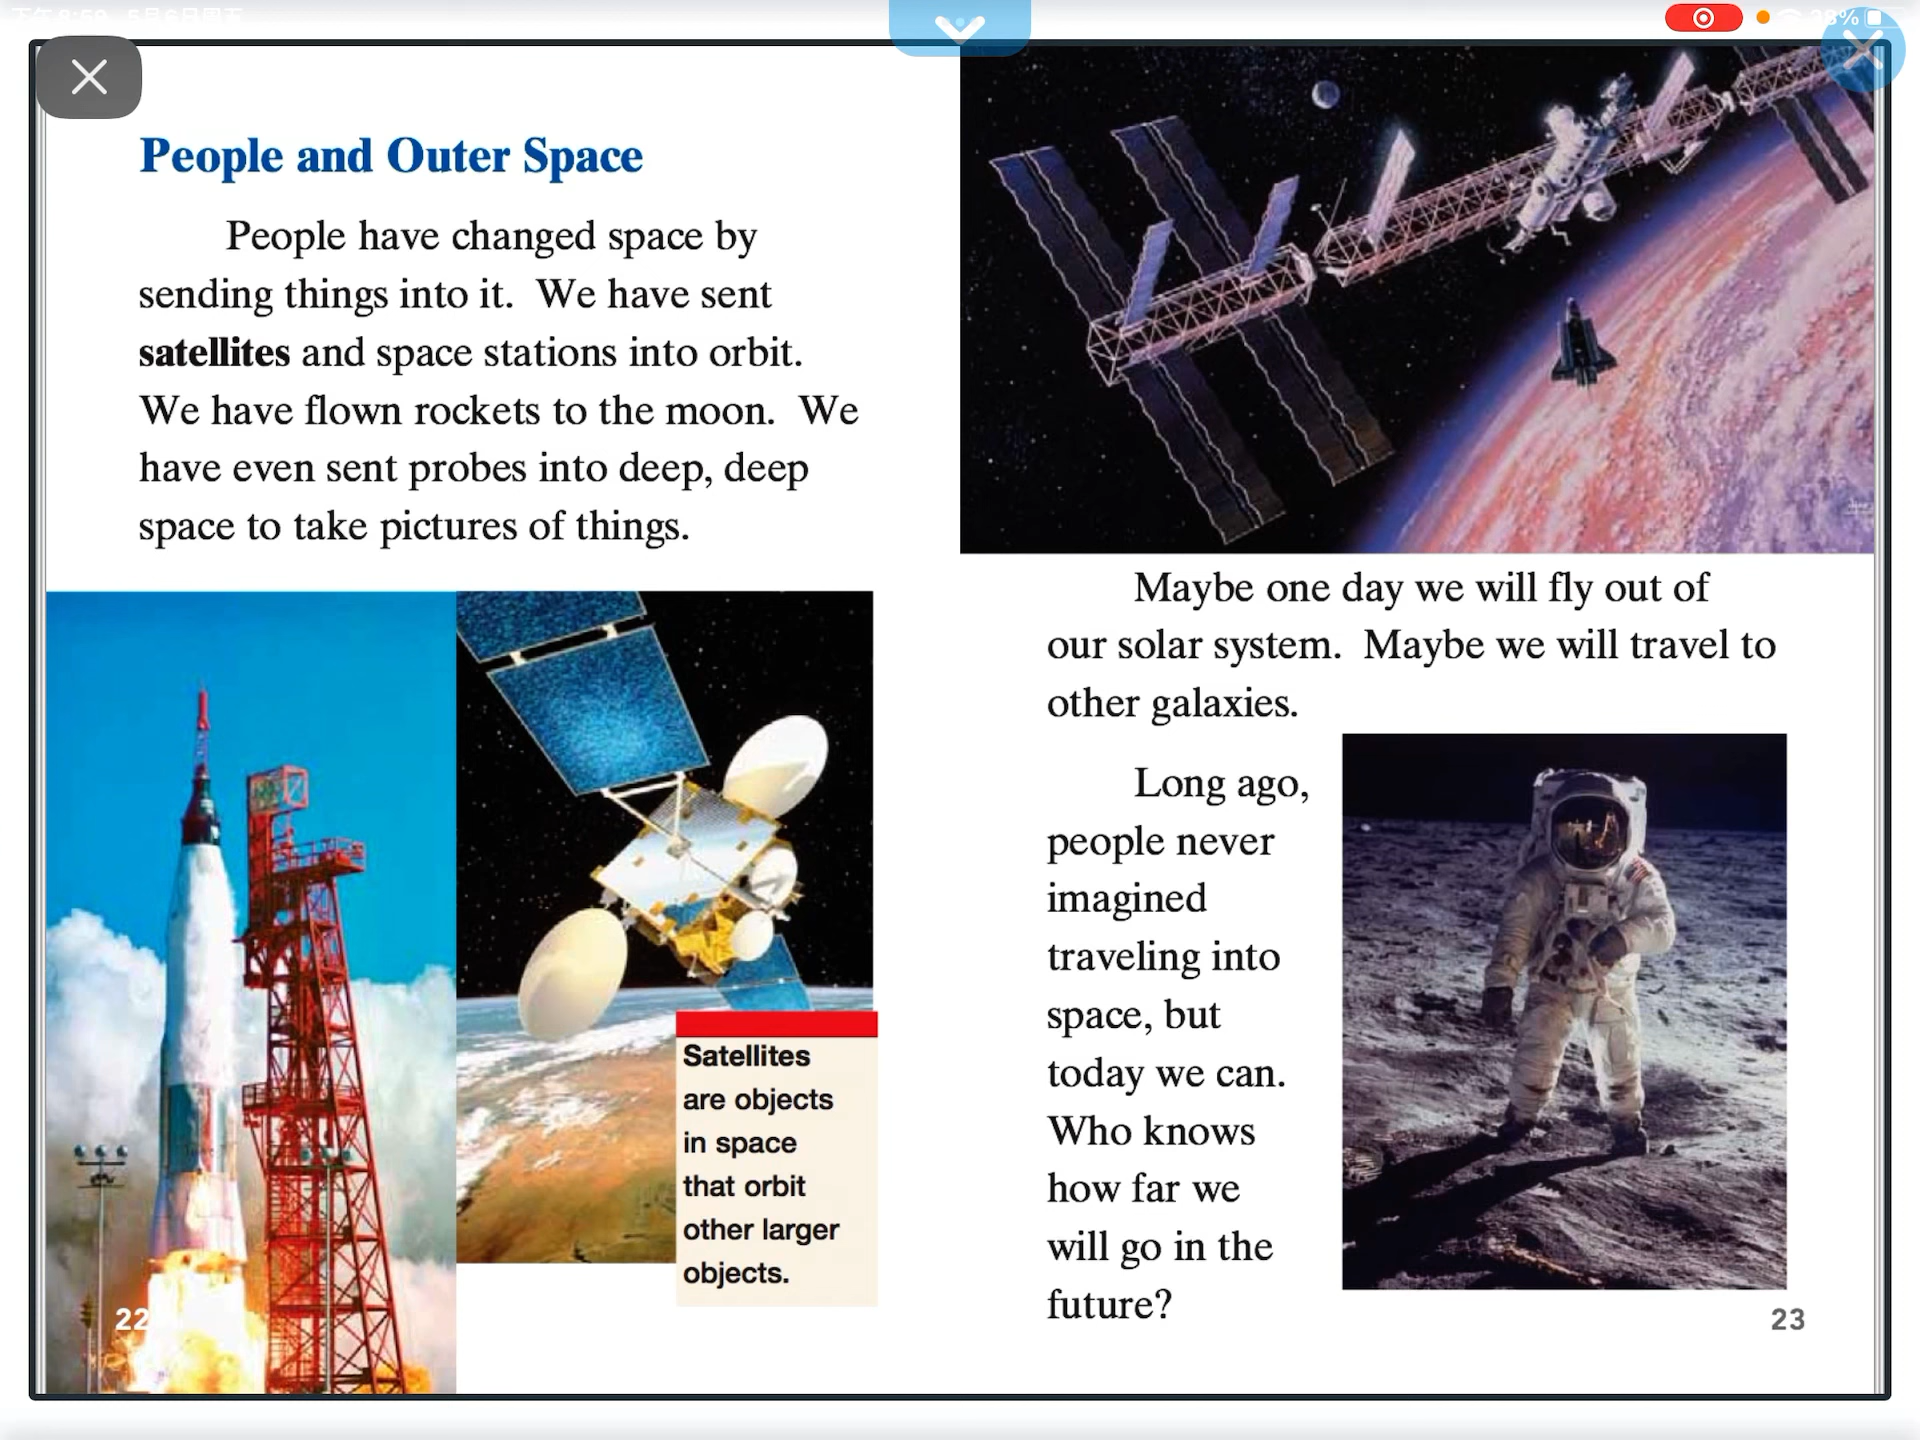 People and Outer Space
People have changed space by
sending things into it. We have sent
satellites and space stations into orbit.
We have flown rockets to the moon. We
have even sent probes into deep, deep
space to take pictures of things.
Satellites
are objects
in space
that orbit
other larger
objects.
22
Maybe one day we will fly out of
our solar system. Maybe we will travel to
other galaxies.
Long ago,
people never
imagined
traveling into
space, but
today we can.
Who knows
how far we
will go in the
future?
23